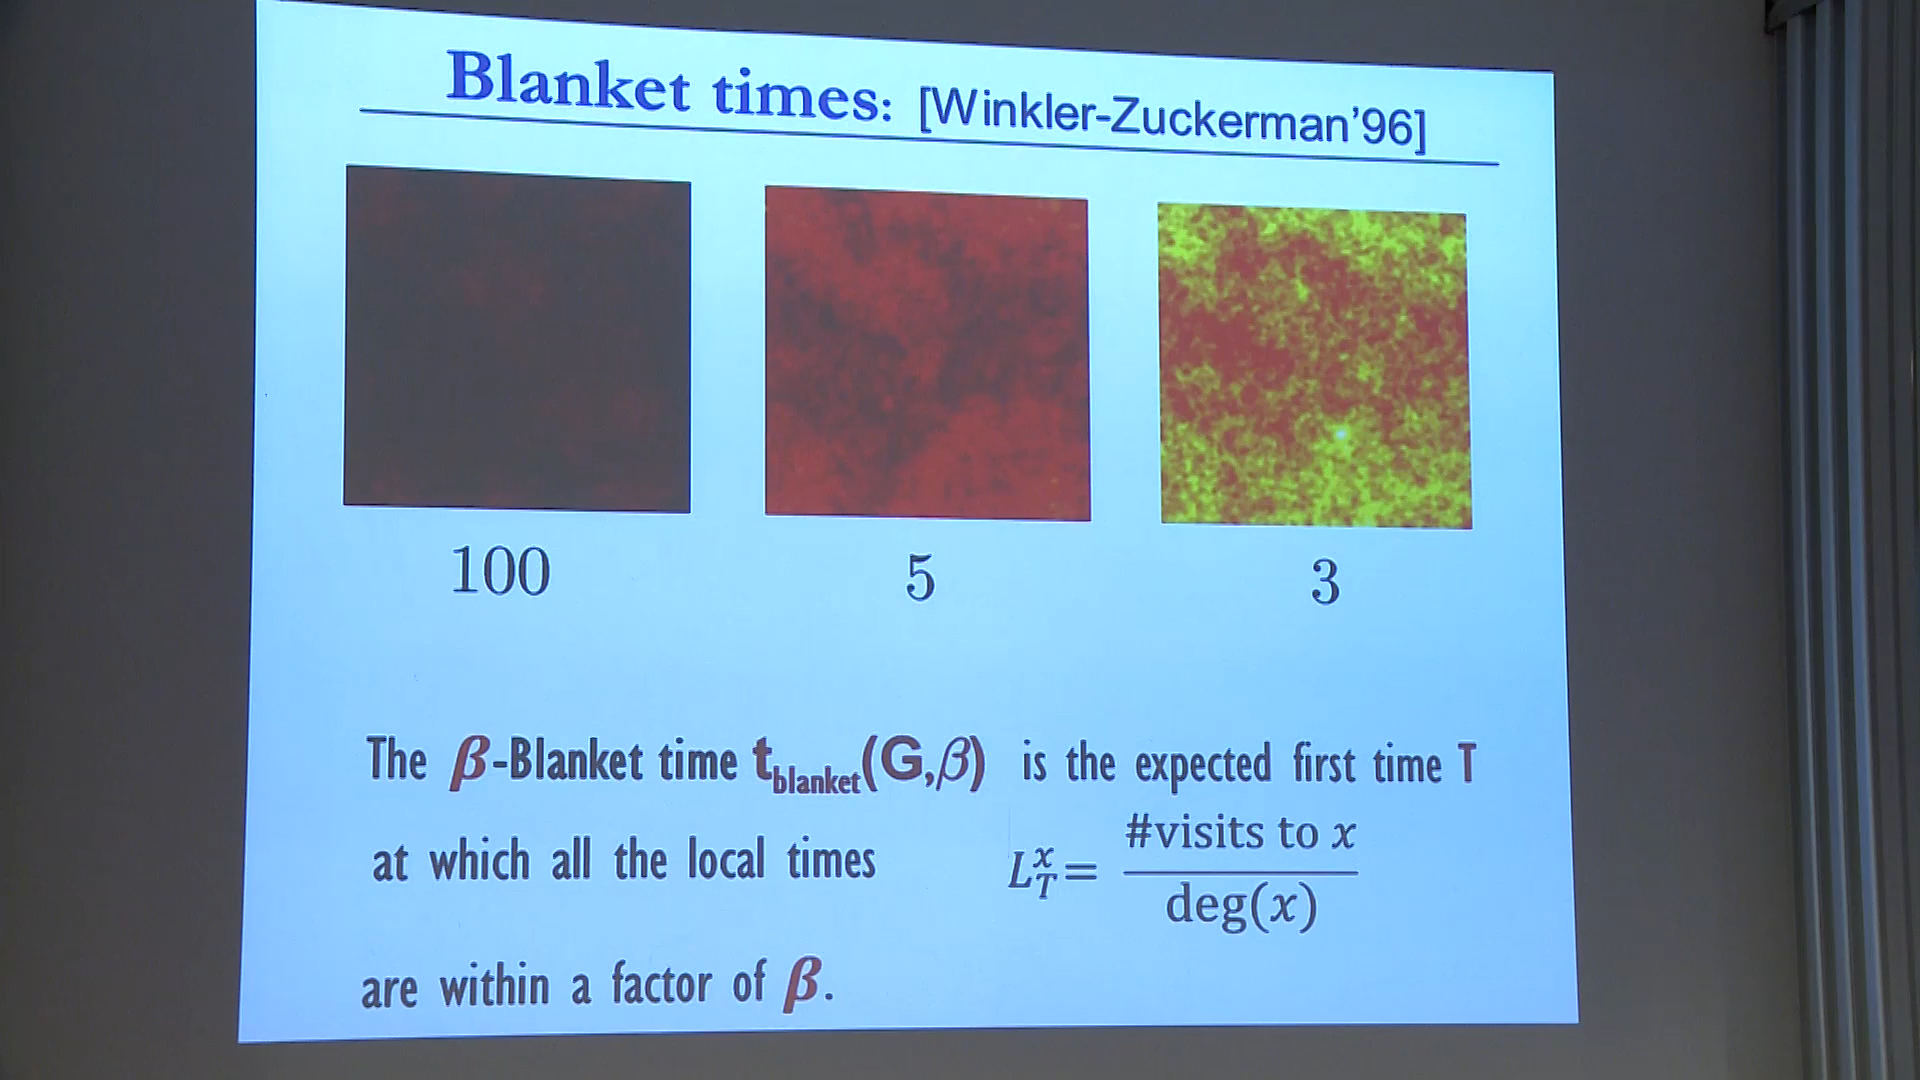 Blanket times: [Winkler-Zuckerman'96]
100 5 3
The β-Blanket time t_blanket(G,β) is the expected first time T
at which all the local times L_T^x = #visits to x / deg(x)
are within a factor of β.